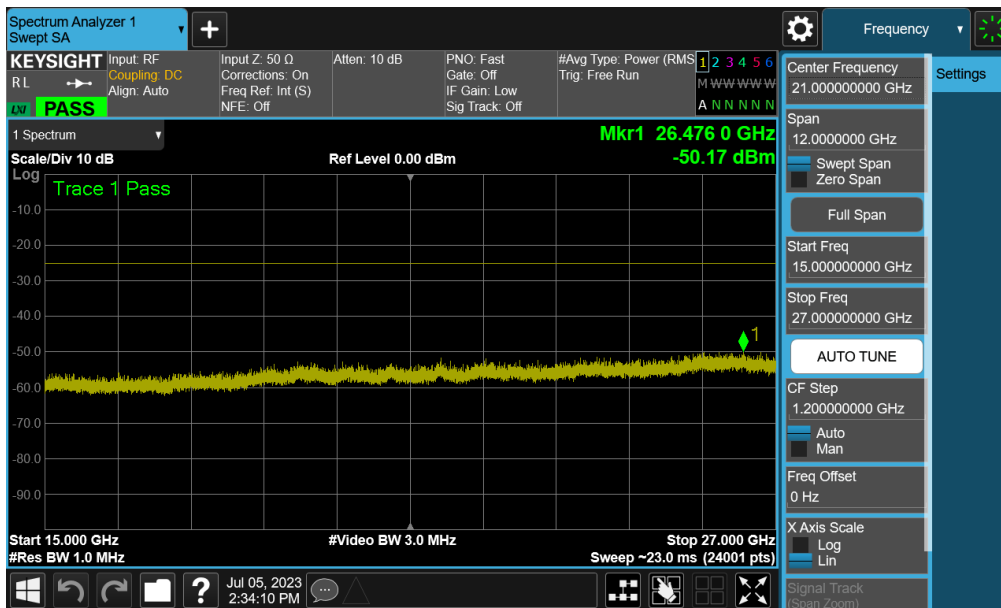 Spectrum Analyzer 1
Swept SA
+
Frequency
KEYSIGHT
R L
LXI
PASS
Input: RF
Coupling: DC
Align: Auto
Input Z: 50 Ω
Corrections: On
Freq Ref: Int (S)
NFE: Off
Atten: 10 dB
PNO: Fast
Gate: Off
IF Gain: Low
Sig Track: Off
#Avg Type: Power (RMS
Trig: Free Run
1 2 3 4 5 6
M W W W W W
A N N N N N
1 Spectrum
Scale/Div 10 dB
Ref Level 0.00 dBm
Mkr1 26.476 0 GHz
-50.17 dBm
Log
Trace 1 Pass
-10.0
-20.0
-30.0
-40.0
-50.0
-60.0
-70.0
-80.0
-90.0
1
Start 15.000 GHz
#Video BW 3.0 MHz
Stop 27.000 GHz
#Res BW 1.0 MHz
Sweep ~23.0 ms (24001 pts)
?
Jul 05, 2023
2:34:10 PM
Center Frequency
21.000000000 GHz
Settings
Span
12.0000000 GHz
Swept Span
Zero Span
Full Span
Start Freq
15.000000000 GHz
Stop Freq
27.000000000 GHz
AUTO TUNE
CF Step
1.200000000 GHz
Auto
Man
Freq Offset
0 Hz
X Axis Scale
Log
Lin
Signal Track
(Span Zoom)